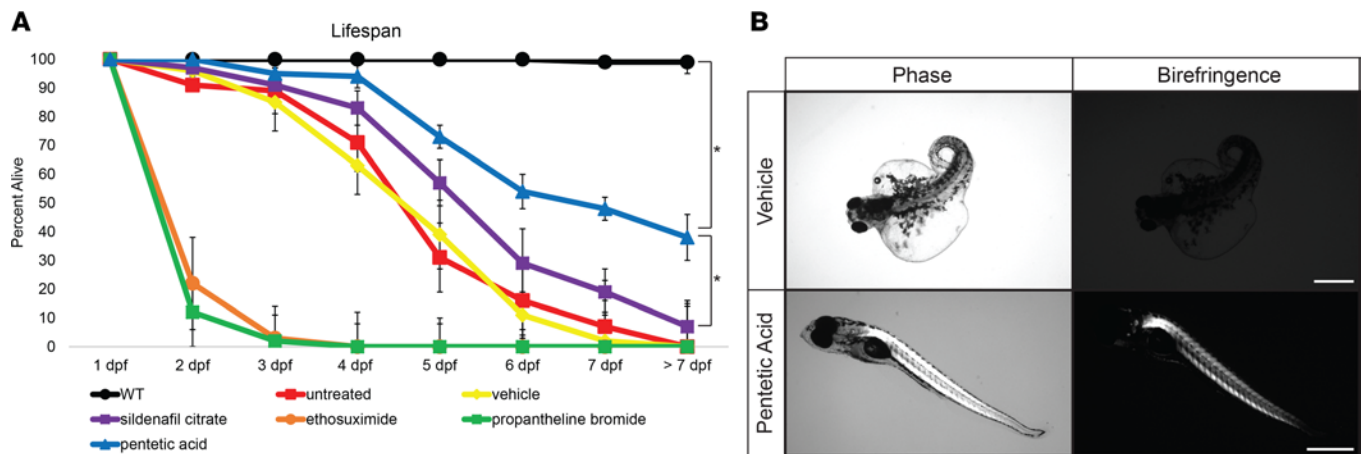 A
Lifespan
Percent Alive
100
90
80
70
60
50
40
30
20
10
0
1 dpf 2 dpf 3 dpf 4 dpf 5 dpf 6 dpf 7 dpf > 7 dpf
*
*
WT untreated vehicle
sildenafil citrate ethosuximide propantheline bromide
pentetic acid
B
Phase Birefringence
Vehicle
Pentetic Acid